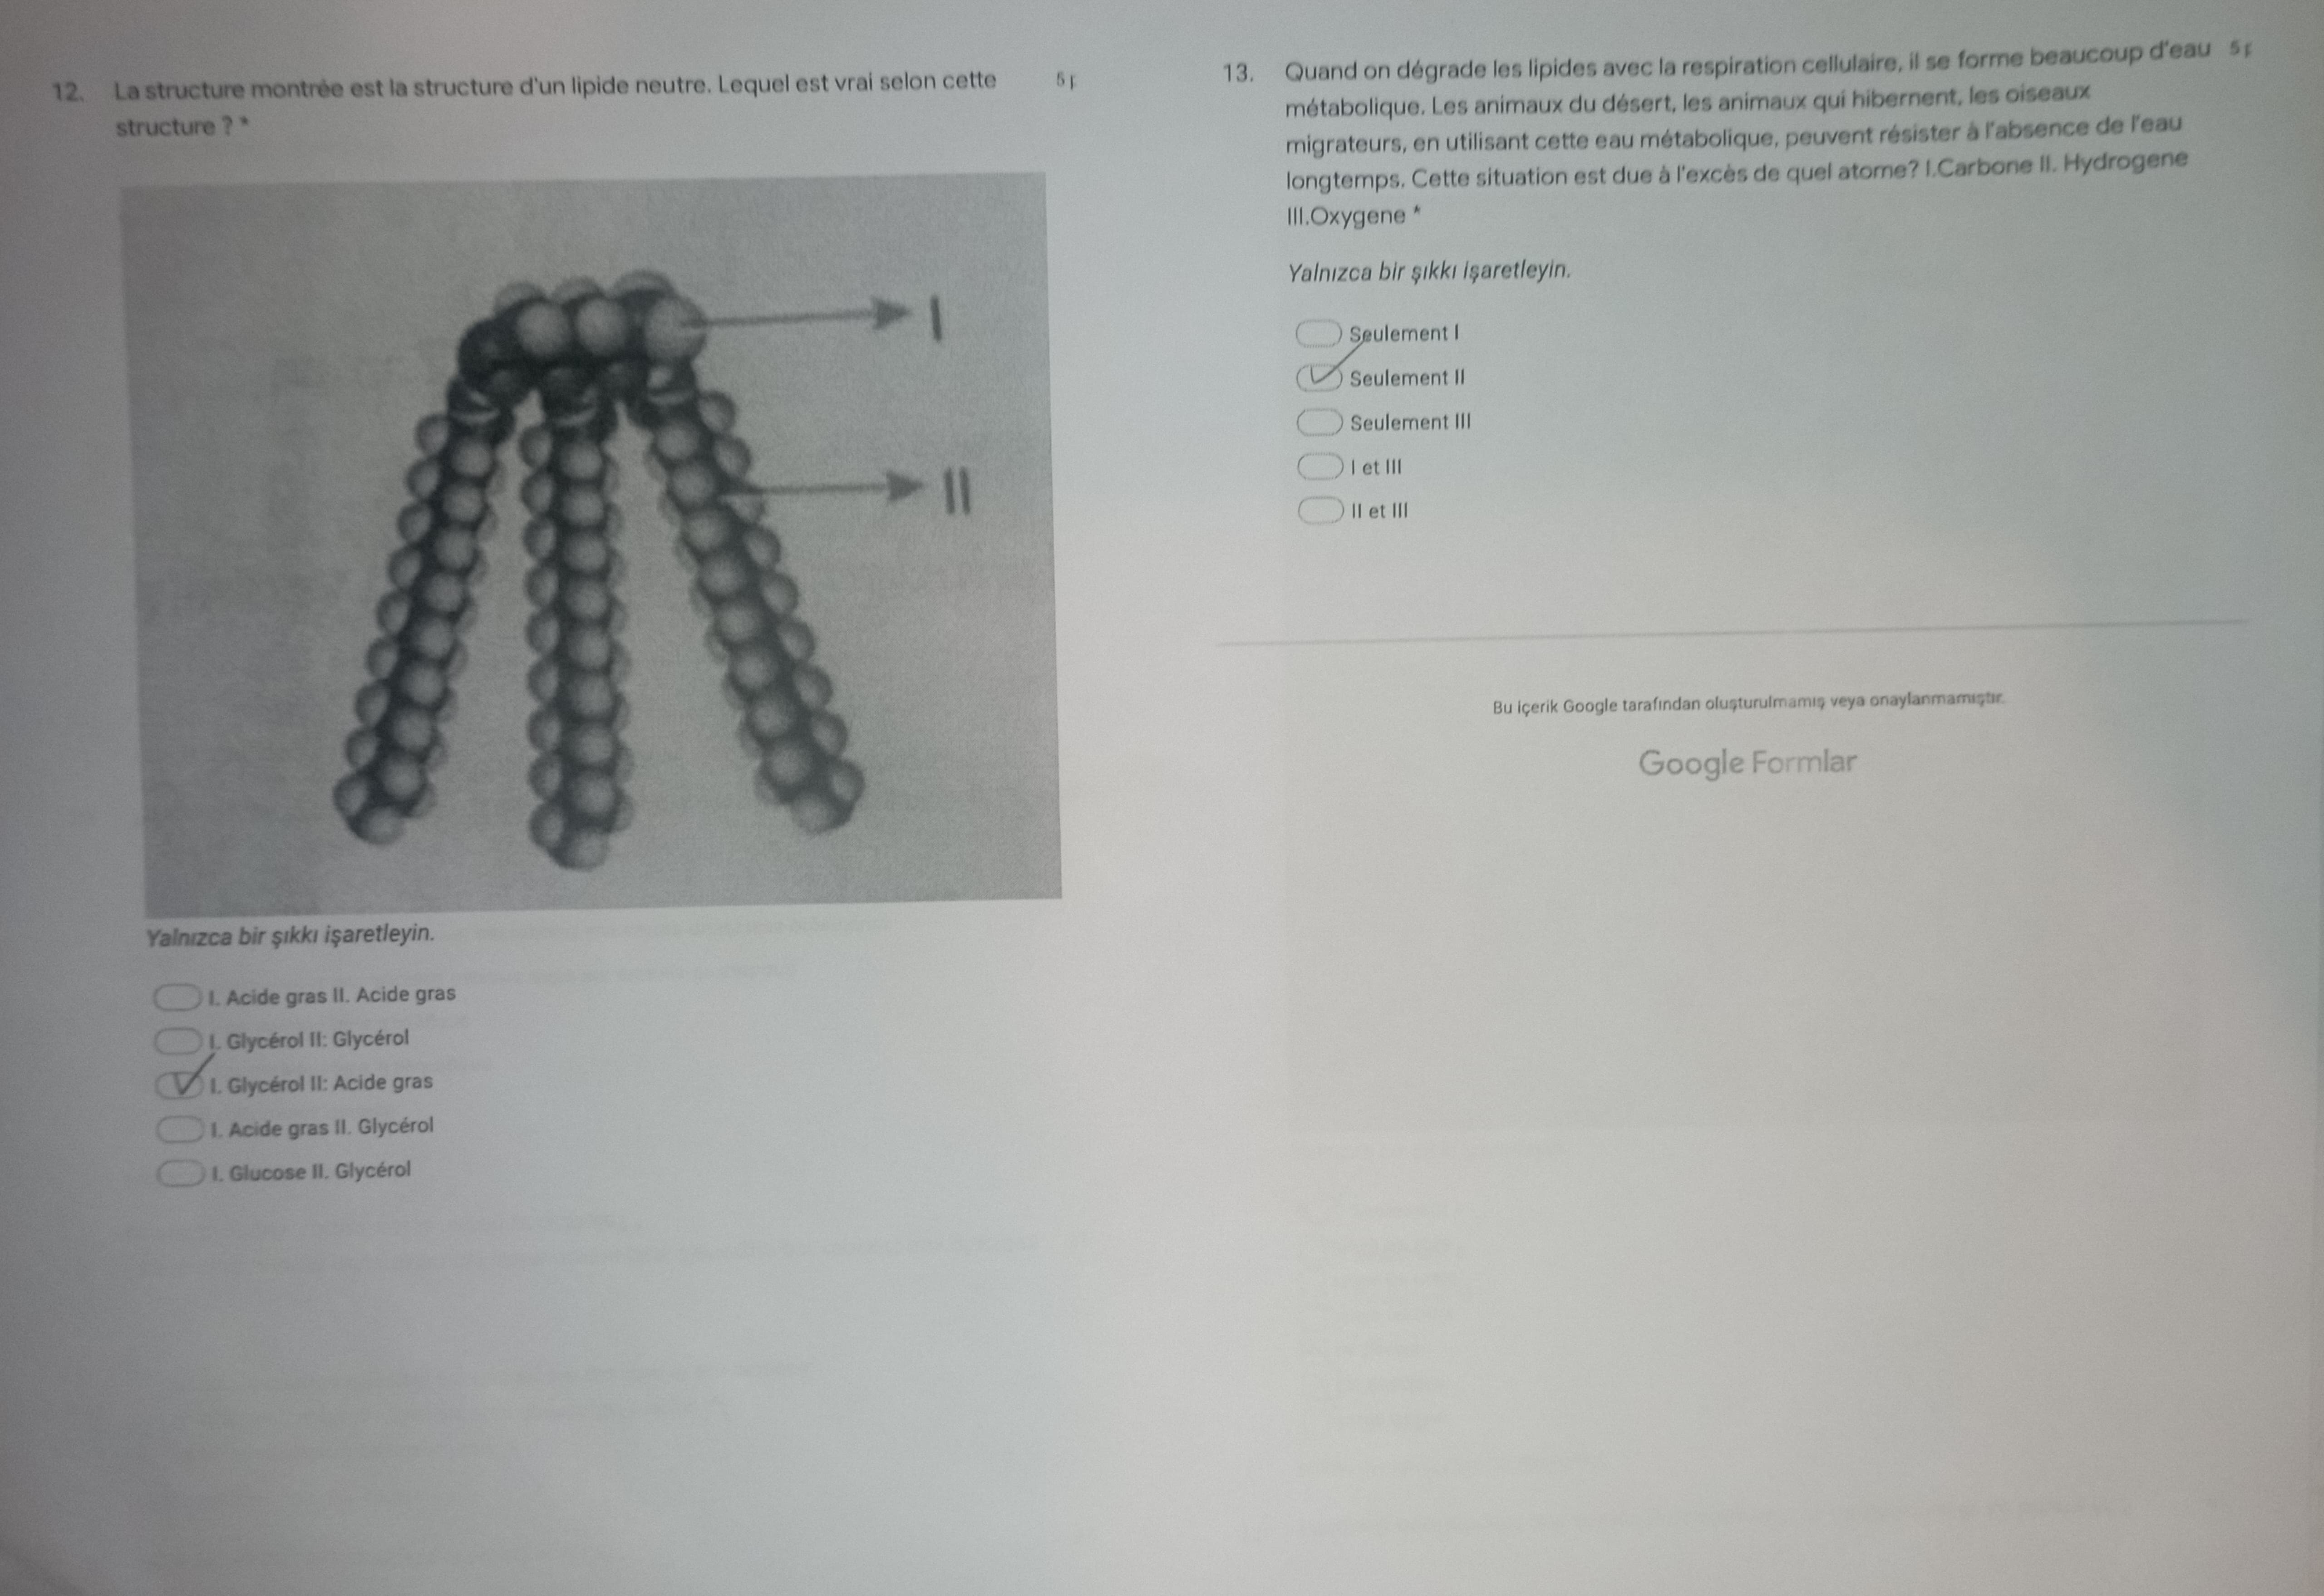 12. La structure montrée est la structure d'un lipide neutre. Lequel est vrai selon cette
structure ? *
I
II
Yalnızca bir şıkkı işaretleyin.
I. Acide gras II. Acide gras
I. Glycérol II: Glycérol
I. Glycérol II: Acide gras
I. Acide gras II. Glycérol
I. Glucose II. Glycérol
13. Quand on dégrade les lipides avec la respiration cellulaire, il se forme beaucoup d'eau
métabolique. Les animaux du désert, les animaux qui hibernent, les oiseaux
migrateurs, en utilisant cette eau métabolique, peuvent résister à l'absence de l'eau
longtemps. Cette situation est due à l'excès de quel atome? I.Carbone II. Hydrogene
III.Oxygene *
Yalnızca bir şıkkı işaretleyin.
Seulement I
Seulement II
Seulement III
I et III
II et III
Bu içerik Google tarafından oluşturulmamış veya onaylanmamıştır.
Google Formlar